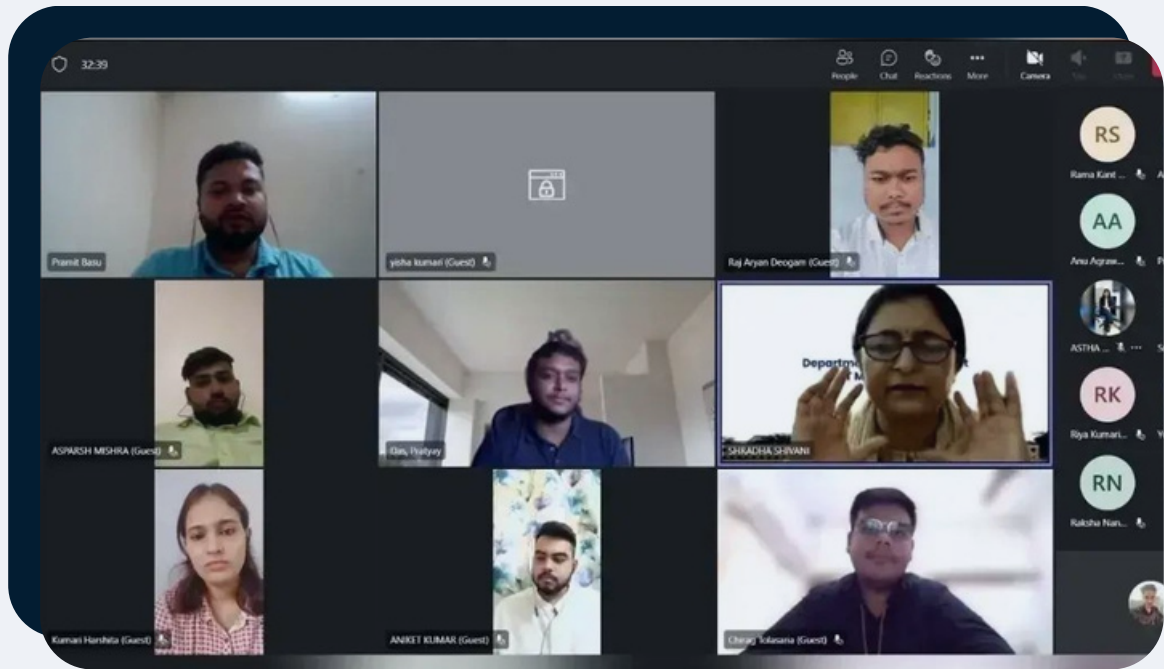 32:39
People
Chat
Reactions
More
Camera
Pramit Basu
yisha kumari (Guest)
Raj Aryan Deogam (Guest)
RS
Rama Kant ...
AA
Anu Agraw...
ASTHA ...
RK
Riya Kumari...
RN
Raksha Nan...
ASPARSH MISHRA (Guest)
Das, Pratyay
Departm
SHRADHA SHIVANI
Kumari Harshita (Guest)
ANIKET KUMAR (Guest)
Chirag Tolasaria (Guest)